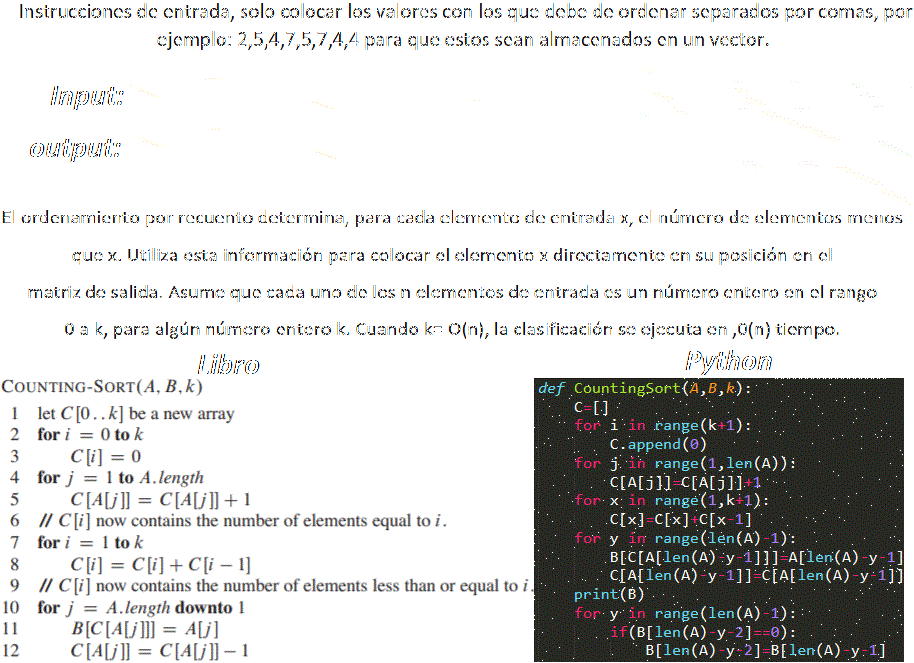 Instrucciones de entrada, solo colocar los valores con los que debe de ordenar separados por comas, por
ejemplo: 2,5,4,7,5,7,4,4 para que estos sean almacenados en un vector.
Input:
output:
El ordenamiento por recuento determina, para cada elemento de entrada x, el número de elementos menos
que x. Utiliza esta información para colocar el elemento x directamente en su posición en el
matriz de salida. Asume que cada uno de los n elementos de entrada es un número entero en el rango
0 a k, para algún número entero k. Cuando k= O(n), la clasificación se ejecuta en ,0(n) tiempo.
Libro
COUNTING-SORT(A, B, k)
1 let C[0..k] be a new array
2 for i = 0 to k
3 C[i] = 0
4 for j = 1 to A.length
5 C[A[j]] = C[A[j]] + 1
6 // C[i] now contains the number of elements equal to i.
7 for i = 1 to k
8 C[i] = C[i] + C[i − 1]
9 // C[i] now contains the number of elements less than or equal to i.
10 for j = A.length downto 1
11 B[C[A[j]]] = A[j]
12 C[A[j]] = C[A[j]] − 1
Python
def CountingSort(A,B,k):
C=[]
for i in range(k+1):
C.append(0)
for j in range(1,len(A)):
C[A[j]]=C[A[j]]+1
for x in range(1,k+1):
C[x]=C[x]+C[x-1]
for y in range(len(A)-1):
B[C[A[len(A)-y-1]]]=A[len(A)-y-1]
C[A[len(A)-y-1]]=C[A[len(A)-y-1]]
print(B)
for y in range(len(A)-1):
if(B[len(A)-y-2]==0):
B[len(A)-y-2]=B[len(A)-y-1]